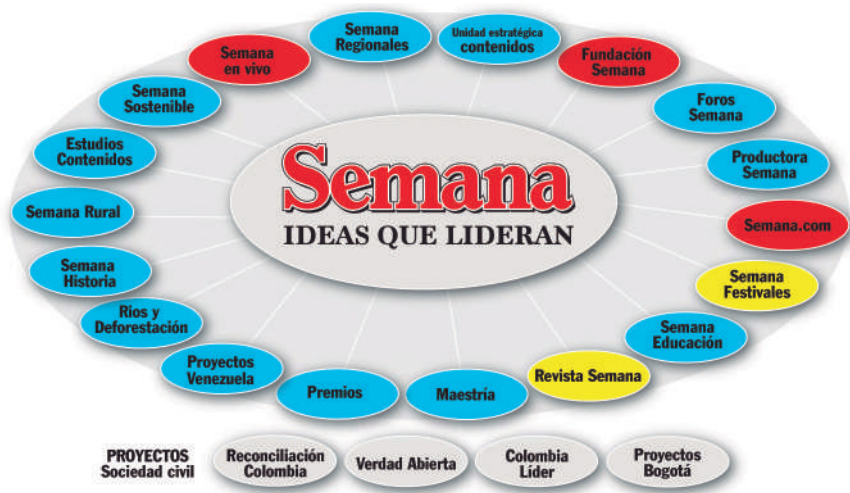 Semana
Regionales
Unidad estratégica
contenidos
Semana
en vivo
Fundación
Semana
Semana
Sostenible
Foros
Semana
Estudios
Contenidos
Productora
Semana
Semana
IDEAS QUE LIDERAN
Semana Rural
Semana.com
Semana
Historia
Semana
Festivales
Rios y
Deforestación
Semana
Educación
Proyectos
Venezuela
Premios
Maestría
Revista Semana
PROYECTOS
Sociedad civil
Reconciliación
Colombia
Verdad Abierta
Colombia
Líder
Proyectos
Bogotá